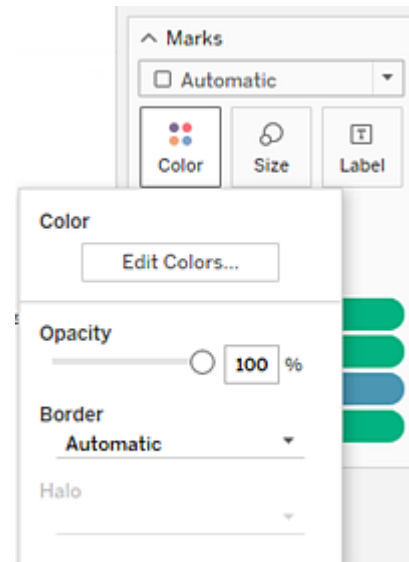 Marks
Automatic
Color Size Label
Color
Edit Colors...
Opacity
100 %
Border
Automatic
Halo